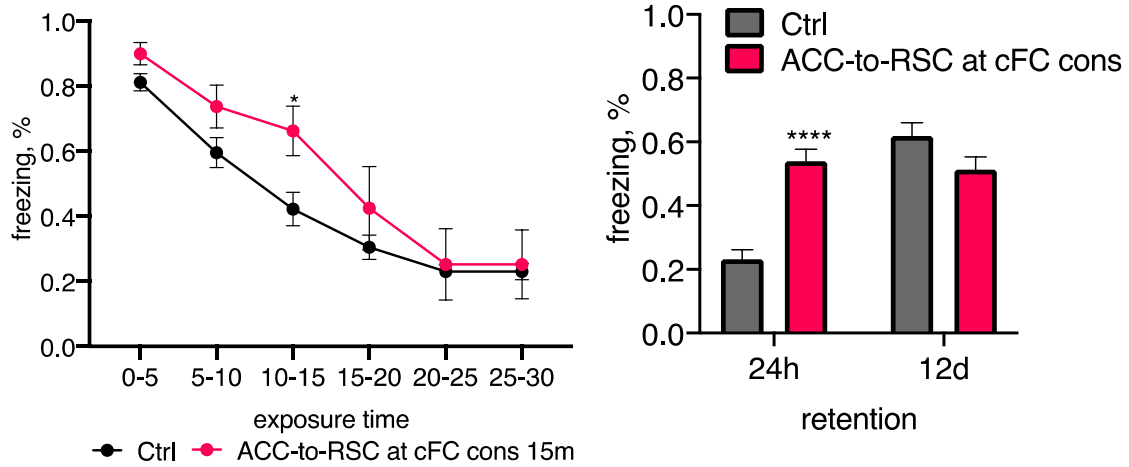 1.0
0.8
0.6
0.4
0.2
0.0
freezing, %
*
0-5 5-10 10-15 15-20 20-25 25-30
exposure time
Ctrl ACC-to-RSC at cFC cons 15m
Ctrl
ACC-to-RSC at cFC cons
1.0
0.8
0.6
0.4
0.2
0.0
freezing, %
****
24h 12d
retention